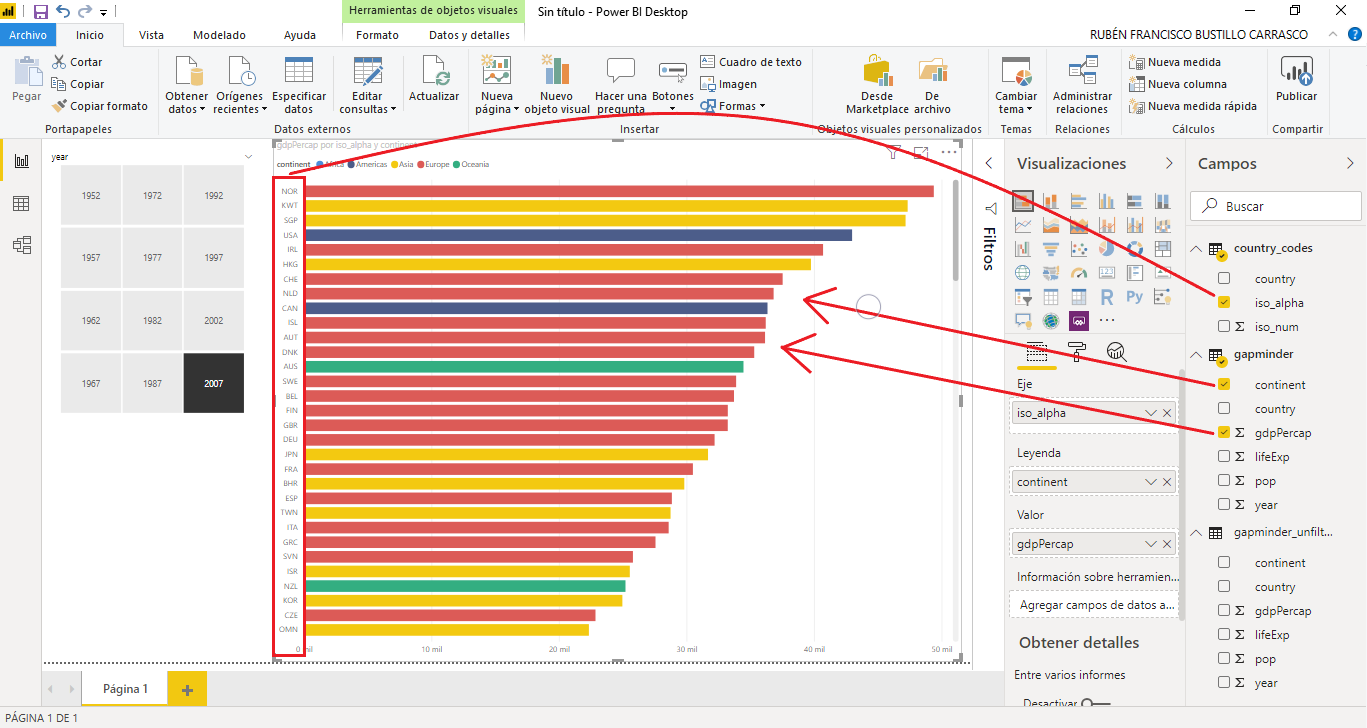 Herramientas de objetos visuales
Sin título - Power BI Desktop
Archivo
Inicio
Vista
Modelado
Ayuda
Formato
Datos y detalles
RUBÉN FRANCISCO BUSTILLO CARRASCO
Pegar
Cortar
Copiar
Copiar formato
Portapapeles
Obtener datos
Orígenes recientes
Especificar datos
Editar consultas
Actualizar
Datos externos
Nueva página
Nuevo objeto visual
Hacer una pregunta
Botones
Cuadro de texto
Imagen
Formas
Insertar
Desde Marketplace
De archivo
Objetos visuales personalizados
Cambiar tema
Temas
Administrar relaciones
Relaciones
Nueva medida
Nueva columna
Nueva medida rápida
Cálculos
Publicar
Compartir
year
1952 1972 1992
1957 1977 1997
1962 1982 2002
1967 1987 2007
gdpPercap por iso_alpha y continent
continent Africa Americas Asia Europe Oceania
NOR
KWT
SGP
USA
IRL
HKG
CHE
NLD
CAN
ISL
AUT
DNK
AUS
SWE
BEL
FIN
GBR
DEU
JPN
FRA
BHR
ESP
TWN
ITA
GRC
SVN
ISR
NZL
KOR
CZE
OMN
0 mil 10 mil 20 mil 30 mil 40 mil 50 mil
Filtros
Visualizaciones
R
Py
Eje
iso_alpha
Leyenda
continent
Valor
gdpPercap
Información sobre herramien...
Agregar campos de datos a...
Obtener detalles
Entre varios informes
Desactivar
Campos
Buscar
country_codes
country
iso_alpha
Σ iso_num
gapminder
continent
country
Σ gdpPercap
Σ lifeExp
Σ pop
Σ year
gapminder_unfilt...
continent
country
Σ gdpPercap
Σ lifeExp
Σ pop
Σ year
Página 1
PÁGINA 1 DE 1